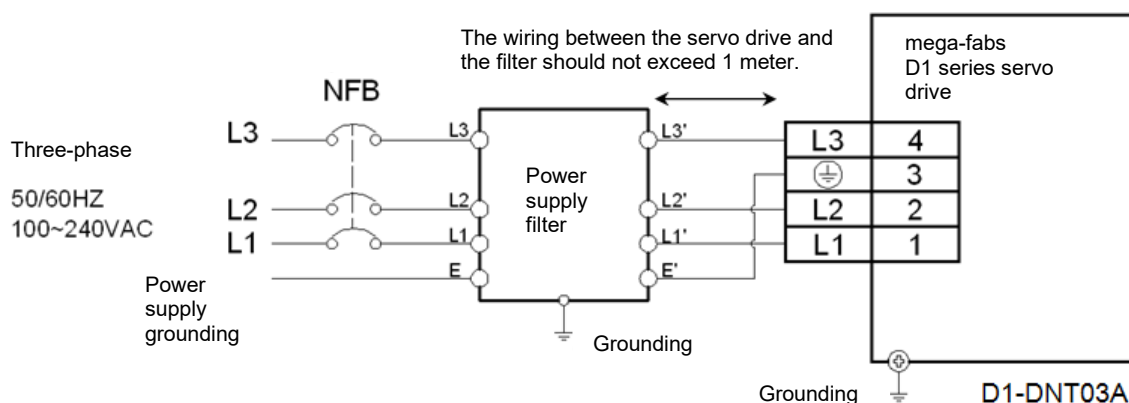 The wiring between the servo drive and
the filter should not exceed 1 meter.
mega-fabs
D1 series servo
drive
NFB
Three-phase
50/60HZ
100~240VAC
L3
L2
L1
Power
supply
grounding
L3
L2
L1
E
Power
supply
filter
L3'
L2'
L1'
E'
L3 4
3
L2 2
L1 1
Grounding
Grounding
D1-DNT03A